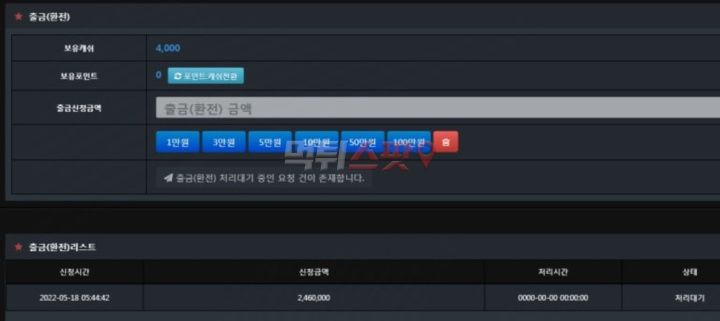 ★ 출금(환전)
보유캐쉬 4,000
보유포인트 0 포인트캐쉬전환
출금신청금액 출금(환전) 금액
1만원 3만원 5만원 10만원 50만원 100만원
먹튀스팟
출금(환전) 처리대기 중인 요청 건이 존재합니다.
★ 출금(환전)리스트
신청시간 신청금액 처리시간 상태
2022-05-18 05:44:42 2,460,000 0000-00-00 00:00:00 처리대기